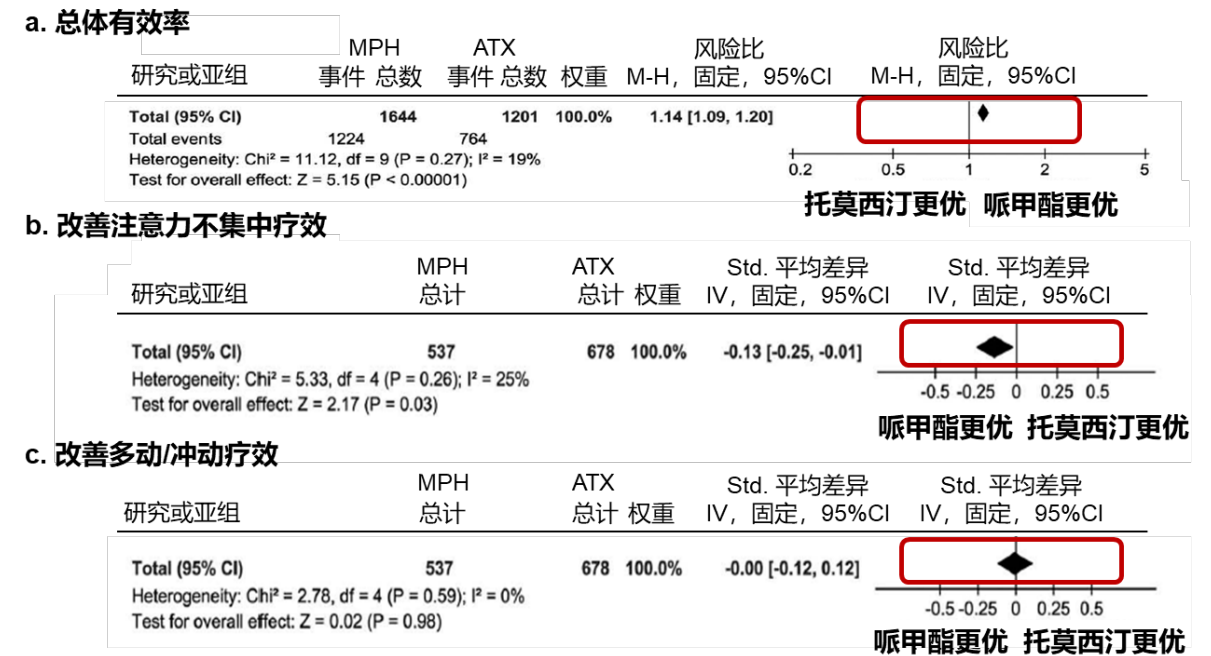 a. 总体有效率
MPH ATX 风险比 风险比
研究或亚组 事件 总数 事件 总数 权重 M-H，固定，95%CI M-H，固定，95%CI
Total (95% CI) 1644 1201 100.0% 1.14 [1.09, 1.20]
Total events 1224 764
Heterogeneity: Chi² = 11.12, df = 9 (P = 0.27); I² = 19%
Test for overall effect: Z = 5.15 (P < 0.00001)
0.2 0.5 1 2 5
托莫西汀更优 哌甲酯更优
b. 改善注意力不集中疗效
MPH ATX Std. 平均差异 Std. 平均差异
研究或亚组 总计 总计 权重 IV，固定，95%CI IV，固定，95%CI
Total (95% CI) 537 678 100.0% -0.13 [-0.25, -0.01]
Heterogeneity: Chi² = 5.33, df = 4 (P = 0.26); I² = 25%
Test for overall effect: Z = 2.17 (P = 0.03)
-0.5 -0.25 0 0.25 0.5
哌甲酯更优 托莫西汀更优
c. 改善多动/冲动疗效
MPH ATX Std. 平均差异 Std. 平均差异
研究或亚组 总计 总计 权重 IV，固定，95%CI IV，固定，95%CI
Total (95% CI) 537 678 100.0% -0.00 [-0.12, 0.12]
Heterogeneity: Chi² = 2.78, df = 4 (P = 0.59); I² = 0%
Test for overall effect: Z = 0.02 (P = 0.98)
-0.5 -0.25 0 0.25 0.5
哌甲酯更优 托莫西汀更优